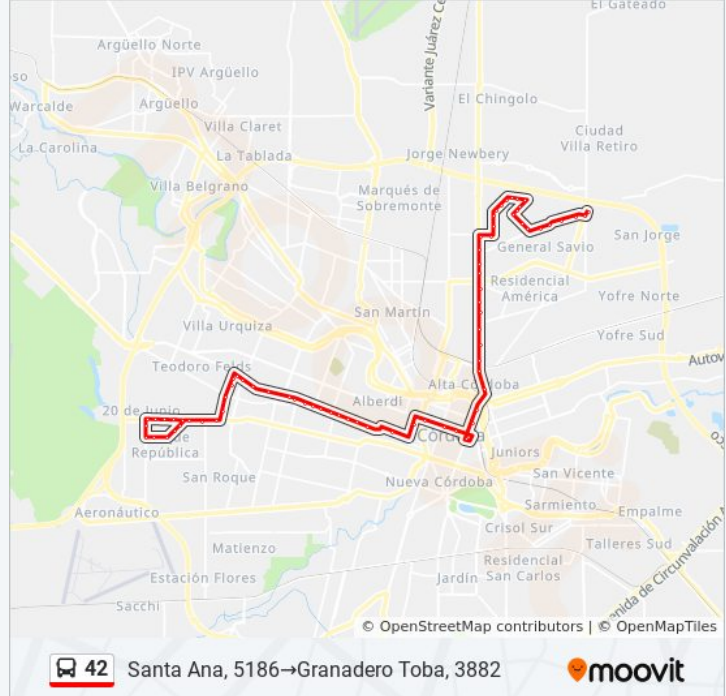 El Gateado
Argüello Norte
Variante Juárez Ce
IPV Argüello
oso
Warcalde
Argüello
El Chingolo
Villa Claret
Ciudad
Villa Retiro
La Carolina
La Tablada
Jorge Newbery
Villa Belgrano
Marqués de
Sobremonte
General Savio
San Jorge
Residencial
América
Yofre Norte
San Martín
Villa Urquiza
Yofre Sud
Teodoro Felds
Autov
Alta Córdoba
Alberdi
20 de Junio
de
República
Córdoba
Juniors
San Roque
San Vicente
Nueva Córdoba
Sarmiento
Empalme
Aeronáutico
Crisol Sur
Talleres Sud
Matienzo
Residencial
San Carlos
Estación Flores
Jardín
Sacchi
enida de Circunvalación A
© OpenStreetMap contributors | © OpenMapTiles
42 Santa Ana, 5186→Granadero Toba, 3882
moovit